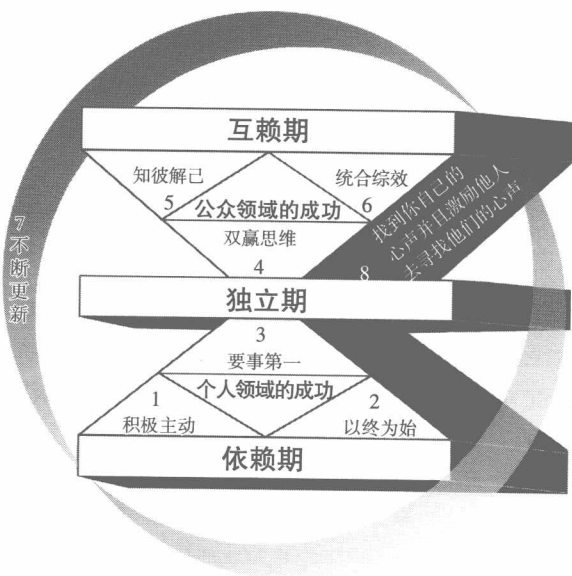 互赖期
知彼解己
5
统合综效
6
公众领域的成功
双赢思维
4
找到你自己的
心声并且激励他人
去寻找他们的心声
8
7不断更新
独立期
3
要事第一
个人领域的成功
1
积极主动
2
以终为始
依赖期